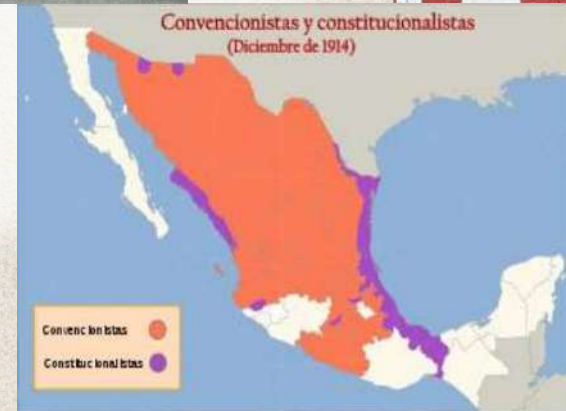 Convencionistas y constitucionalistas
(Diciembre de 1914)
Convencionistas
Constitucionalistas